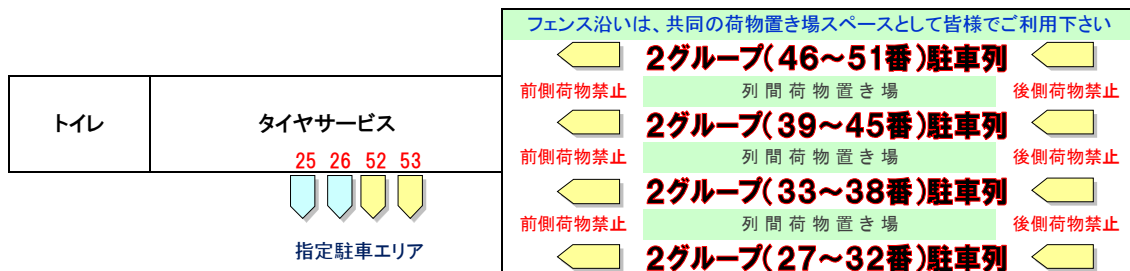 フェンス沿いは、共同の荷物置き場スペースとして皆様でご利用下さい
2グループ(46～51番)駐車列
前側荷物禁止 列間荷物置き場 後側荷物禁止
トイレ タイヤサービス
2グループ(39～45番)駐車列
前側荷物禁止 列間荷物置き場 後側荷物禁止
25 26 52 53
2グループ(33～38番)駐車列
前側荷物禁止 列間荷物置き場 後側荷物禁止
指定駐車エリア
2グループ(27～32番)駐車列